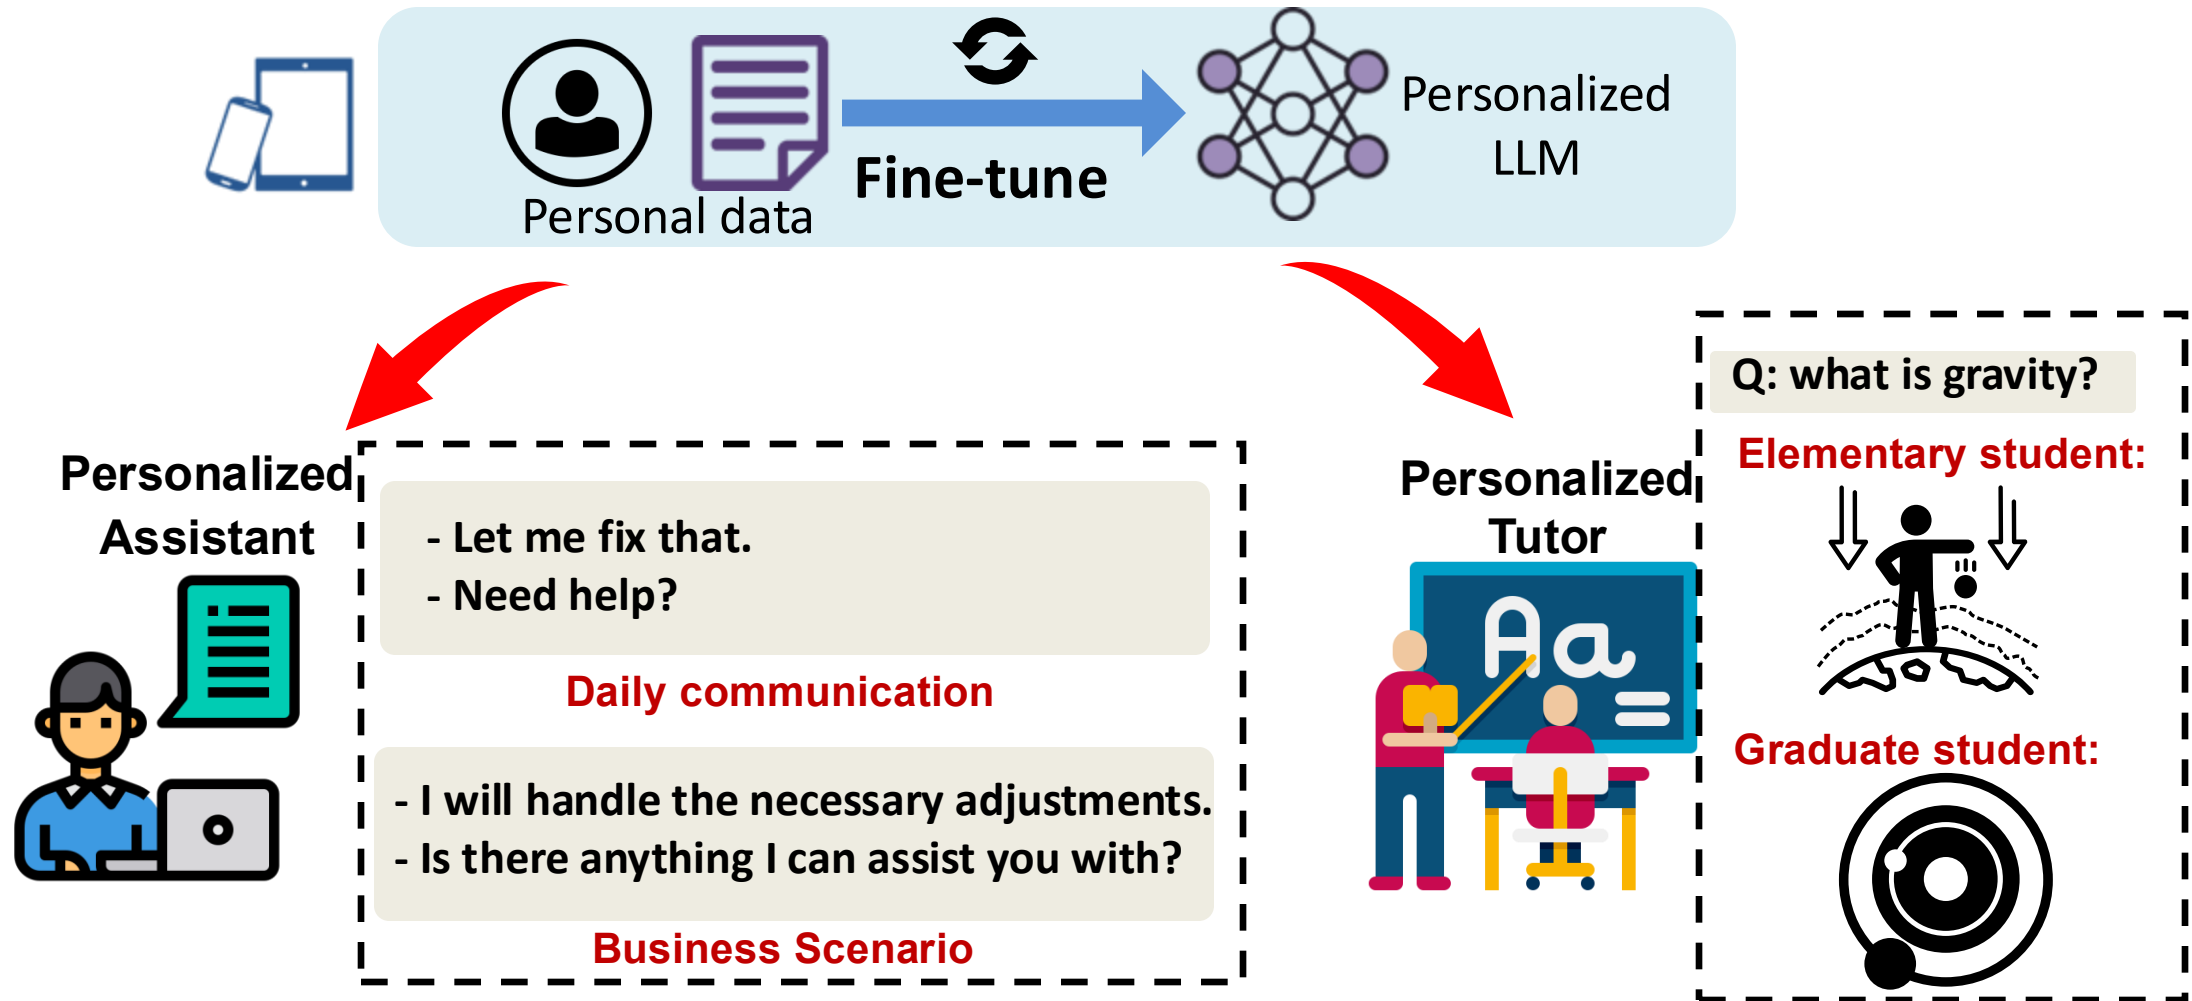 Personal data
Fine-tune
Personalized
LLM
Personalized
Assistant
- Let me fix that.
- Need help?
Daily communication
- I will handle the necessary adjustments.
- Is there anything I can assist you with?
Business Scenario
Personalized
Tutor
Aa
Q: what is gravity?
Elementary student:
Graduate student: